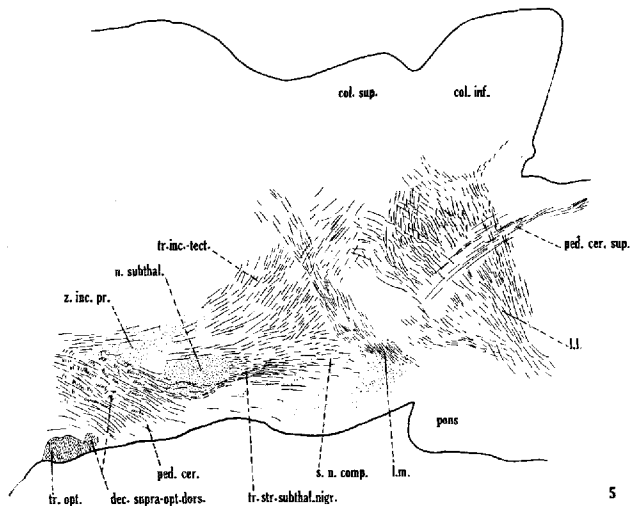 col. sup.
col. inf.
ped. cer. sup.
tr. inc.-tect.
n. subthal.
z. inc. pr.
l.l.
pons
ped. cer.
s. n. comp.
l.m.
tr. opt.
dec. supra-opt-dors.
tr. str-subthal.nigr.
5